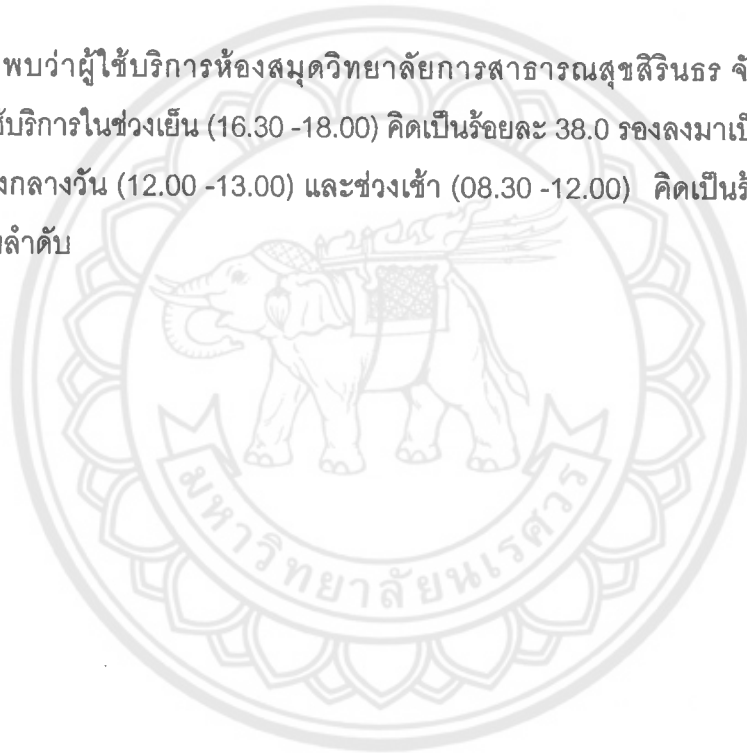 พบว่าผู้ใช้บริการห้องสมุดวิทยาลัยการสาธารณสุขสิรินธร จั
ช้บริการในช่วงเย็น (16.30 -18.00) คิดเป็นร้อยละ 38.0 รองลงมาเป็
งกลางวัน (12.00 -13.00) และช่วงเช้า (08.30 -12.00) คิดเป็นร้
ลำดับ
มหาวิทยาลัยนเรศวร